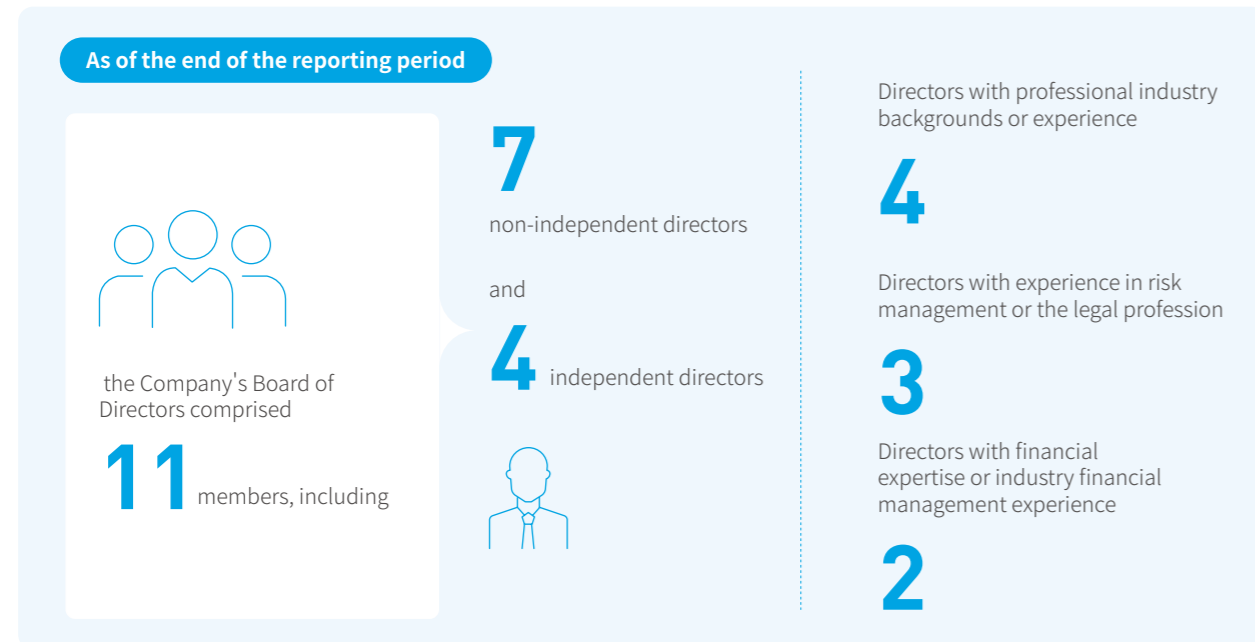 As of the end of the reporting period
the Company's Board of
Directors comprised
11 members, including
7
non-independent directors
and
4 independent directors
Directors with professional industry
backgrounds or experience
4
Directors with experience in risk
management or the legal profession
3
Directors with financial
expertise or industry financial
management experience
2